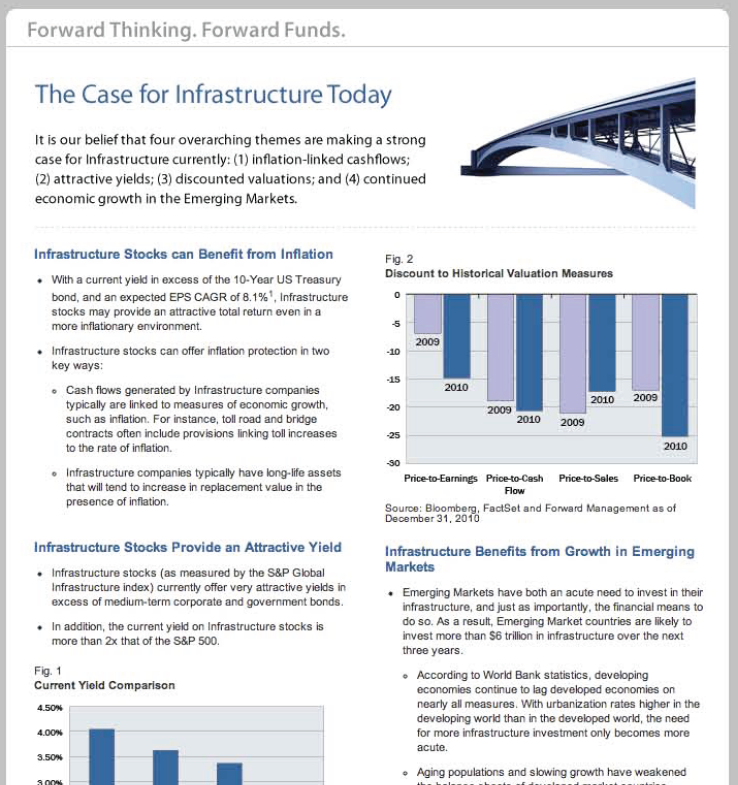 Forward Thinking. Forward Funds.
The Case for Infrastructure Today
It is our belief that four overarching themes are making a strong
case for Infrastructure currently: (1) inflation-linked cashflows;
(2) attractive yields; (3) discounted valuations; and (4) continued
economic growth in the Emerging Markets.
Infrastructure Stocks can Benefit from Inflation
• With a current yield in excess of the 10-Year US Treasury
bond, and an expected EPS CAGR of 8.1%¹, Infrastructure
stocks may provide an attractive total return even in a
more inflationary environment.
• Infrastructure stocks can offer inflation protection in two
key ways:
◦ Cash flows generated by Infrastructure companies
typically are linked to measures of economic growth,
such as inflation. For instance, toll road and bridge
contracts often include provisions linking toll increases
to the rate of inflation.
◦ Infrastructure companies typically have long-life assets
that will tend to increase in replacement value in the
presence of inflation.
Infrastructure Stocks Provide an Attractive Yield
• Infrastructure stocks (as measured by the S&P Global
Infrastructure index) currently offer very attractive yields in
excess of medium-term corporate and government bonds.
• In addition, the current yield on Infrastructure stocks is
more than 2x that of the S&P 500.
Fig. 1
Current Yield Comparison
4.50%
4.00%
3.50%
3.00%
Fig. 2
Discount to Historical Valuation Measures
0
-5
-10
-15
-20
-25
-30
2009
2010
2009
2010
2009
2010
2009
2010
Price-to-Earnings Price-to-Cash Price-to-Sales Price-to-Book
Flow
Source: Bloomberg, FactSet and Forward Management as of
December 31, 2010
Infrastructure Benefits from Growth in Emerging
Markets
• Emerging Markets have both an acute need to invest in their
infrastructure, and just as importantly, the financial means to
do so. As a result, Emerging Market countries are likely to
invest more than $6 trillion in infrastructure over the next
three years.
◦ According to World Bank statistics, developing
economies continue to lag developed economies on
nearly all measures. With urbanization rates higher in the
developing world than in the developed world, the need
for more infrastructure investment only becomes more
acute.
◦ Aging populations and slowing growth have weakened
the balance sheets of developed market countries